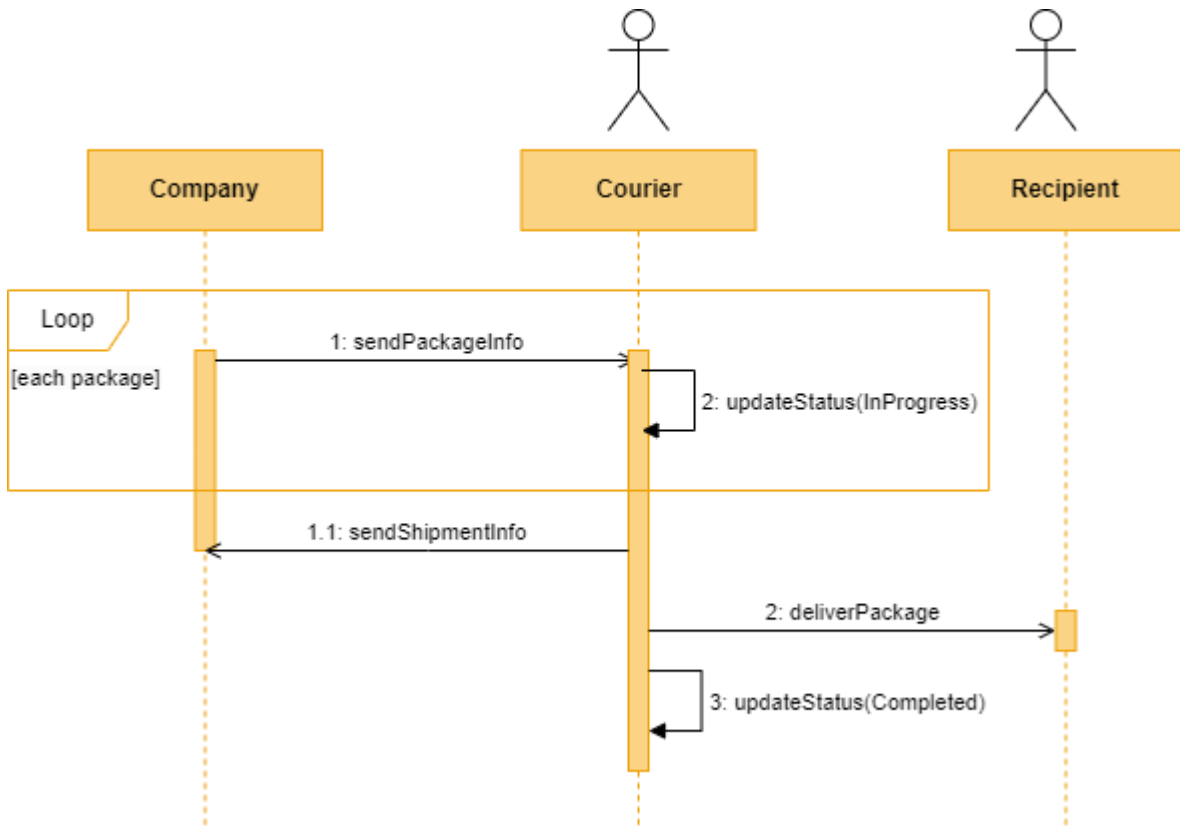 Company
Courier
Recipient
Loop
[each package]
1: sendPackageInfo
2: updateStatus(InProgress)
1.1: sendShipmentInfo
2: deliverPackage
3: updateStatus(Completed)